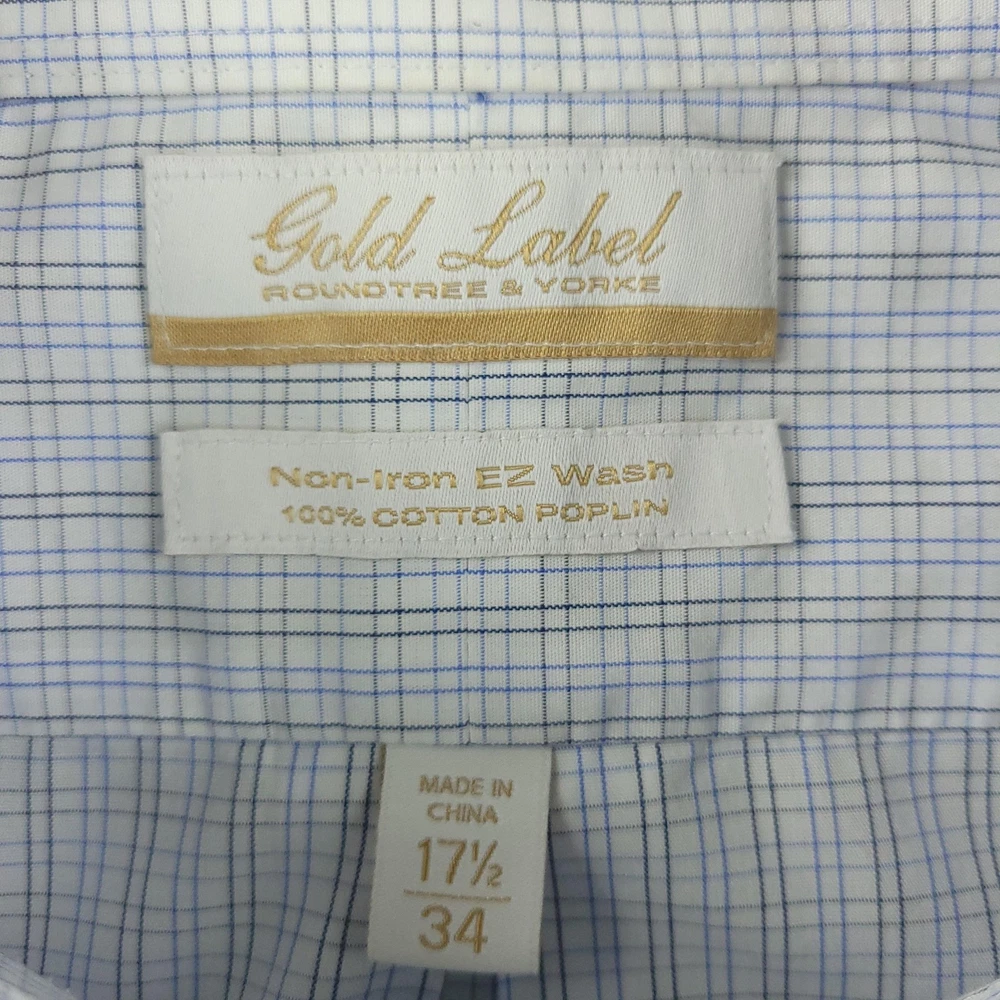 Gold Label
ROUNDTREE & YORKE
Non-Iron EZ Wash
100% COTTON POPLIN
MADE IN
CHINA
17½
34